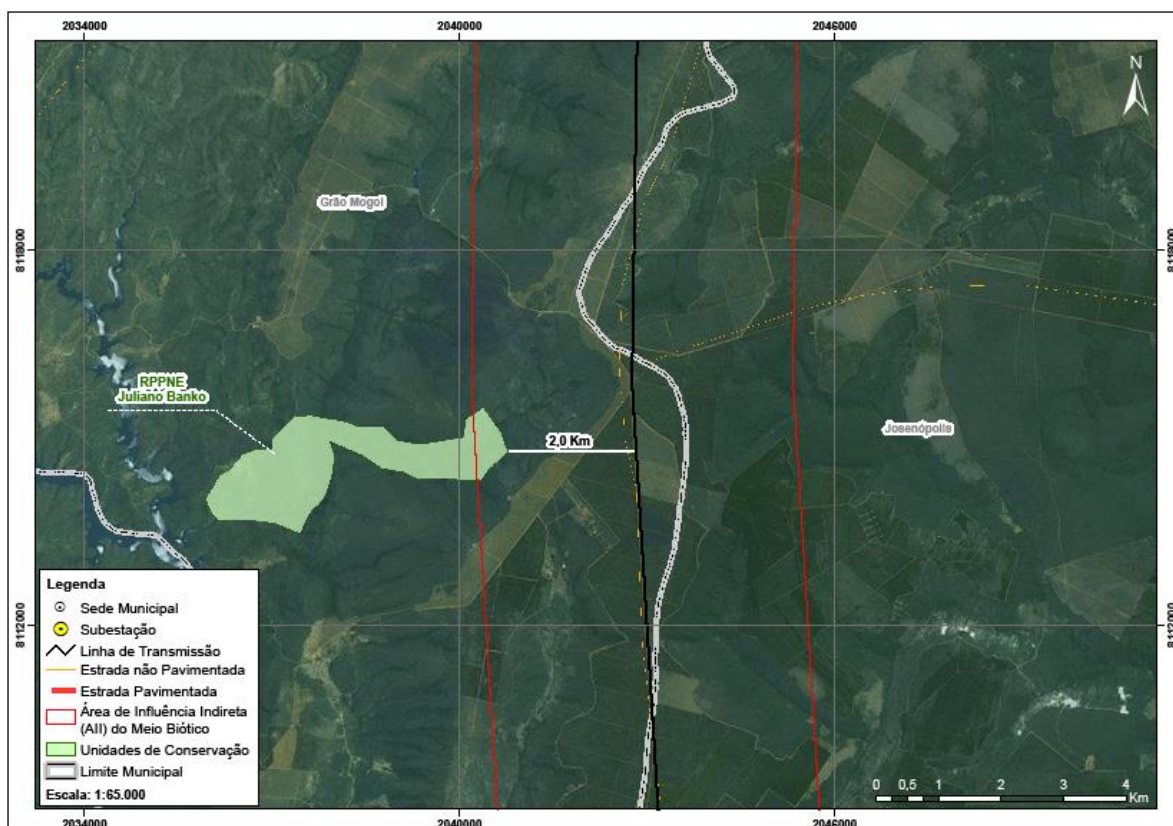 2034000
2040000
2046000
N
Grão Mogol
8118000
8118000
RPPNE
Juliano Banko
2,0 Km
Josenópolis
8112000
8112000
Legenda
Sede Municipal
Subestação
Linha de Transmissão
Estrada não Pavimentada
Estrada Pavimentada
Área de Influência Indireta
(AII) do Meio Biótico
Unidades de Conservação
Limite Municipal
Escala: 1:65.000
0 0,5 1 2 3 4
Km
2034000
2040000
2046000